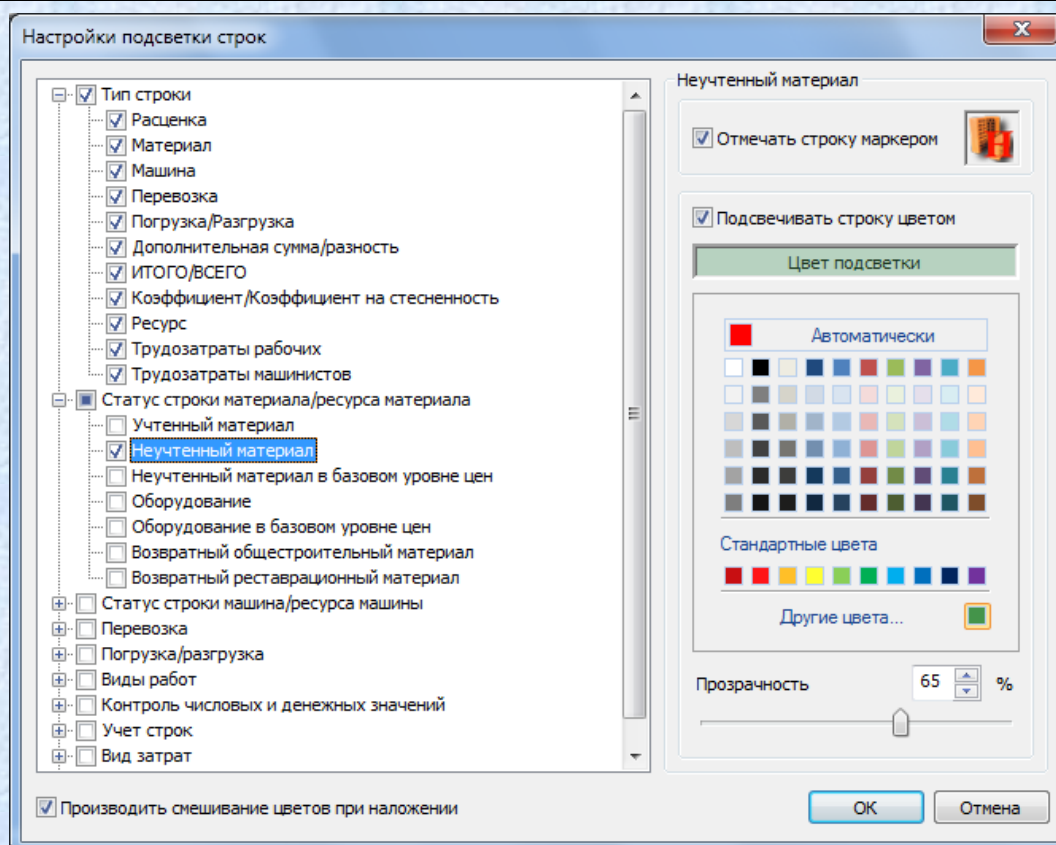 Настройки подсветки строк
Тип строки
Расценка
Материал
Машина
Перевозка
Погрузка/Разгрузка
Дополнительная сумма/разность
ИТОГО/ВСЕГО
Коэффициент/Коэффициент на стесненность
Ресурс
Трудозатраты рабочих
Трудозатраты машинистов
Статус строки материала/ресурса материала
Учтенный материал
Неучтенный материал
Неучтенный материал в базовом уровне цен
Оборудование
Оборудование в базовом уровне цен
Возвратный общестроительный материал
Возвратный реставрационный материал
Статус строки машина/ресурса машины
Перевозка
Погрузка/разгрузка
Виды работ
Контроль числовых и денежных значений
Учет строк
Вид затрат
Производить смешивание цветов при наложении
Неучтенный материал
Отмечать строку маркером
Н
Подсвечивать строку цветом
Цвет подсветки
Автоматически
Стандартные цвета
Другие цвета...
Прозрачность 65 %
ОК Отмена